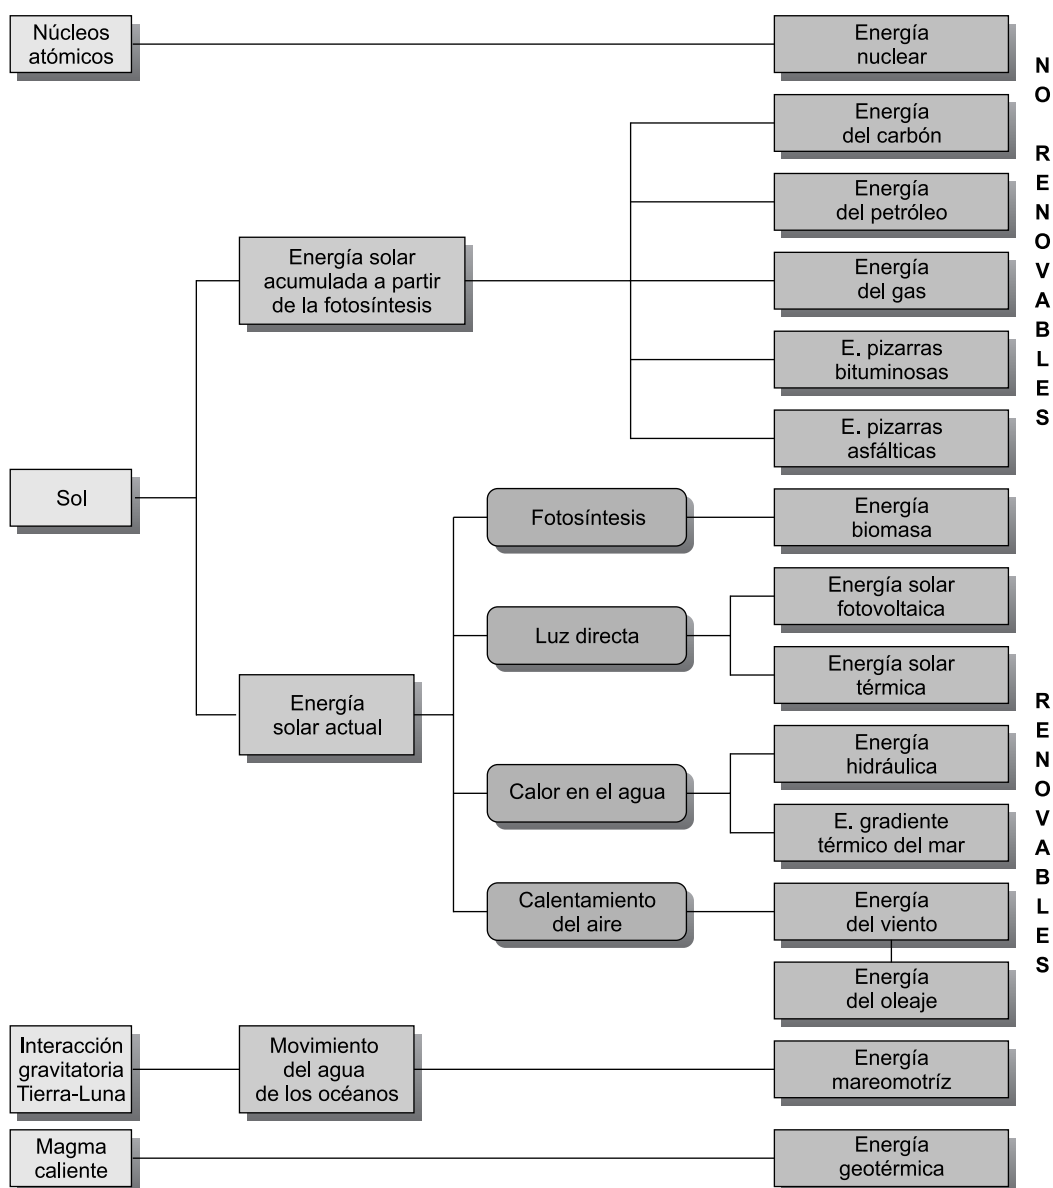 Núcleos
atómicos
Energía
nuclear
Energía
del carbón
Energía
del petróleo
Energía solar
acumulada a partir
de la fotosíntesis
Energía
del gas
E. pizarras
bituminosas
E. pizarras
asfálticas
NO RENOVABLES
Sol
Fotosíntesis
Energía
biomasa
Luz directa
Energía solar
fotovoltaica
Energía solar
térmica
Energía
solar actual
Calor en el agua
Energía
hidráulica
E. gradiente
térmico del mar
Calentamiento
del aire
Energía
del viento
Energía
del oleaje
RENOVABLES
Interacción
gravitatoria
Tierra-Luna
Movimiento
del agua
de los océanos
Energía
mareomotríz
Magma
caliente
Energía
geotérmica